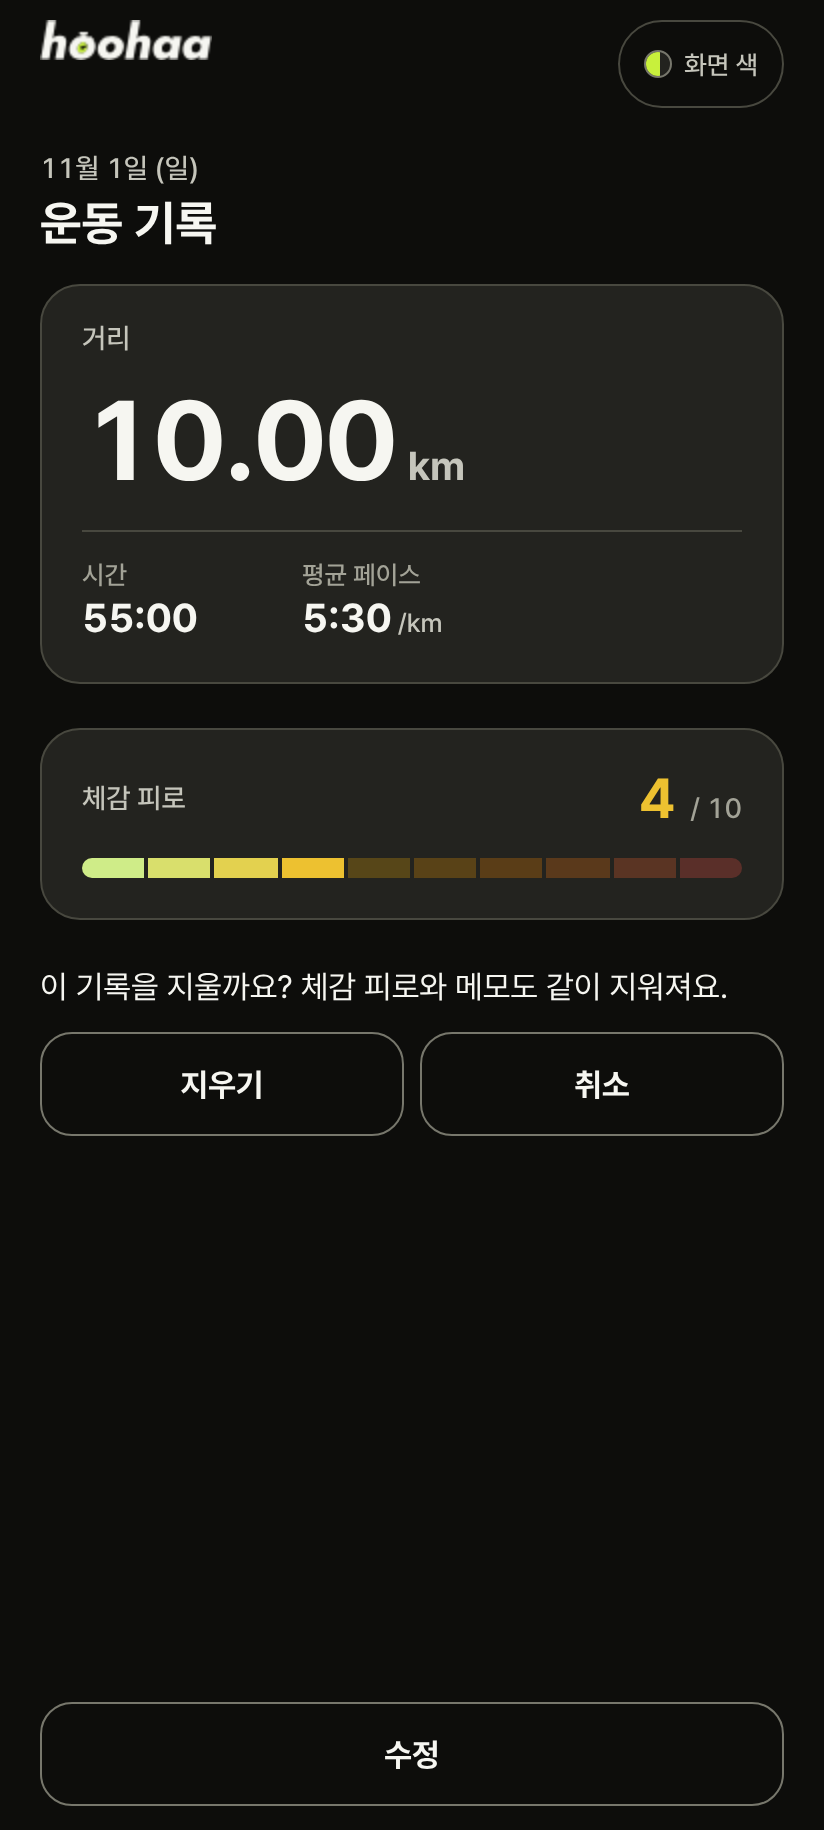 hoohaa
화면 색
11월 1일 (일)
운동 기록
거리
10.00 km
시간 평균 페이스
55:00 5:30 /km
체감 피로 4 / 10
이 기록을 지울까요? 체감 피로와 메모도 같이 지워져요.
지우기 취소
수정